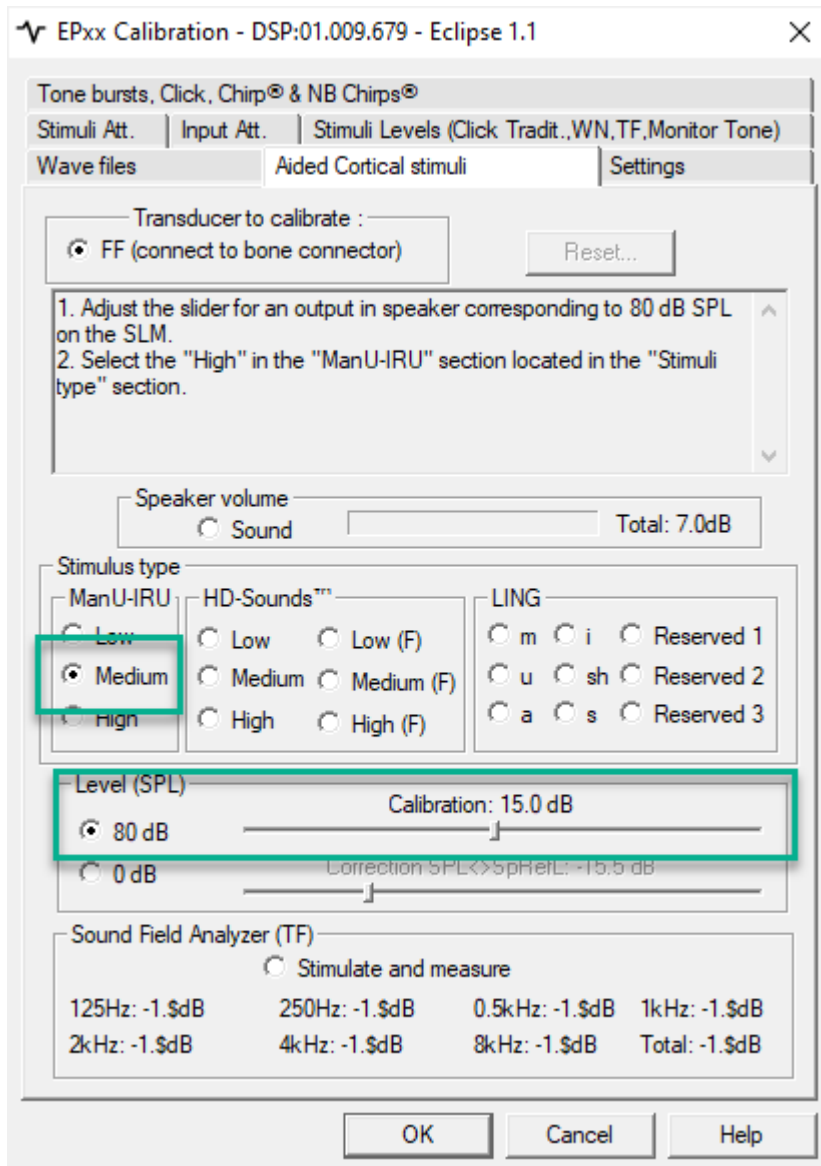 EPxx Calibration - DSP:01.009.679 - Eclipse 1.1
Tone bursts, Click, Chirp® & NB Chirps®
Stimuli Att. Input Att. Stimuli Levels (Click Tradit.,WN,TF,Monitor Tone)
Wave files Aided Cortical stimuli Settings
Transducer to calibrate :
FF (connect to bone connector) Reset...
1. Adjust the slider for an output in speaker corresponding to 80 dB SPL
on the SLM.
2. Select the "High" in the "ManU-IRU" section located in the "Stimuli
type" section.
Speaker volume
Sound Total: 7.0dB
Stimulus type
ManU-IRU HD-Sounds™ LING
Low Low Low (F) m i Reserved 1
Medium Medium Medium (F) u sh Reserved 2
High High High (F) a s Reserved 3
Level (SPL)
Calibration: 15.0 dB
80 dB
Correction SPL<>SpRefL: -15.5 dB
0 dB
Sound Field Analyzer (TF)
Stimulate and measure
125Hz: -1.$dB 250Hz: -1.$dB 0.5kHz: -1.$dB 1kHz: -1.$dB
2kHz: -1.$dB 4kHz: -1.$dB 8kHz: -1.$dB Total: -1.$dB
OK Cancel Help